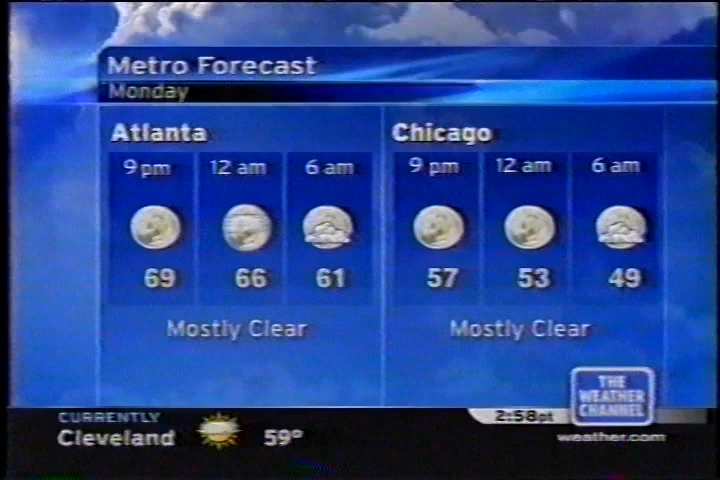 Metro Forecast
Monday
Atlanta
9 pm 12 am 6 am
69 66 61
Mostly Clear
Chicago
9 pm 12 am 6 am
57 53 49
Mostly Clear
THE
WEATHER
CHANNEL
CURRENTLY
Cleveland 59°
2:58pt
weather.com